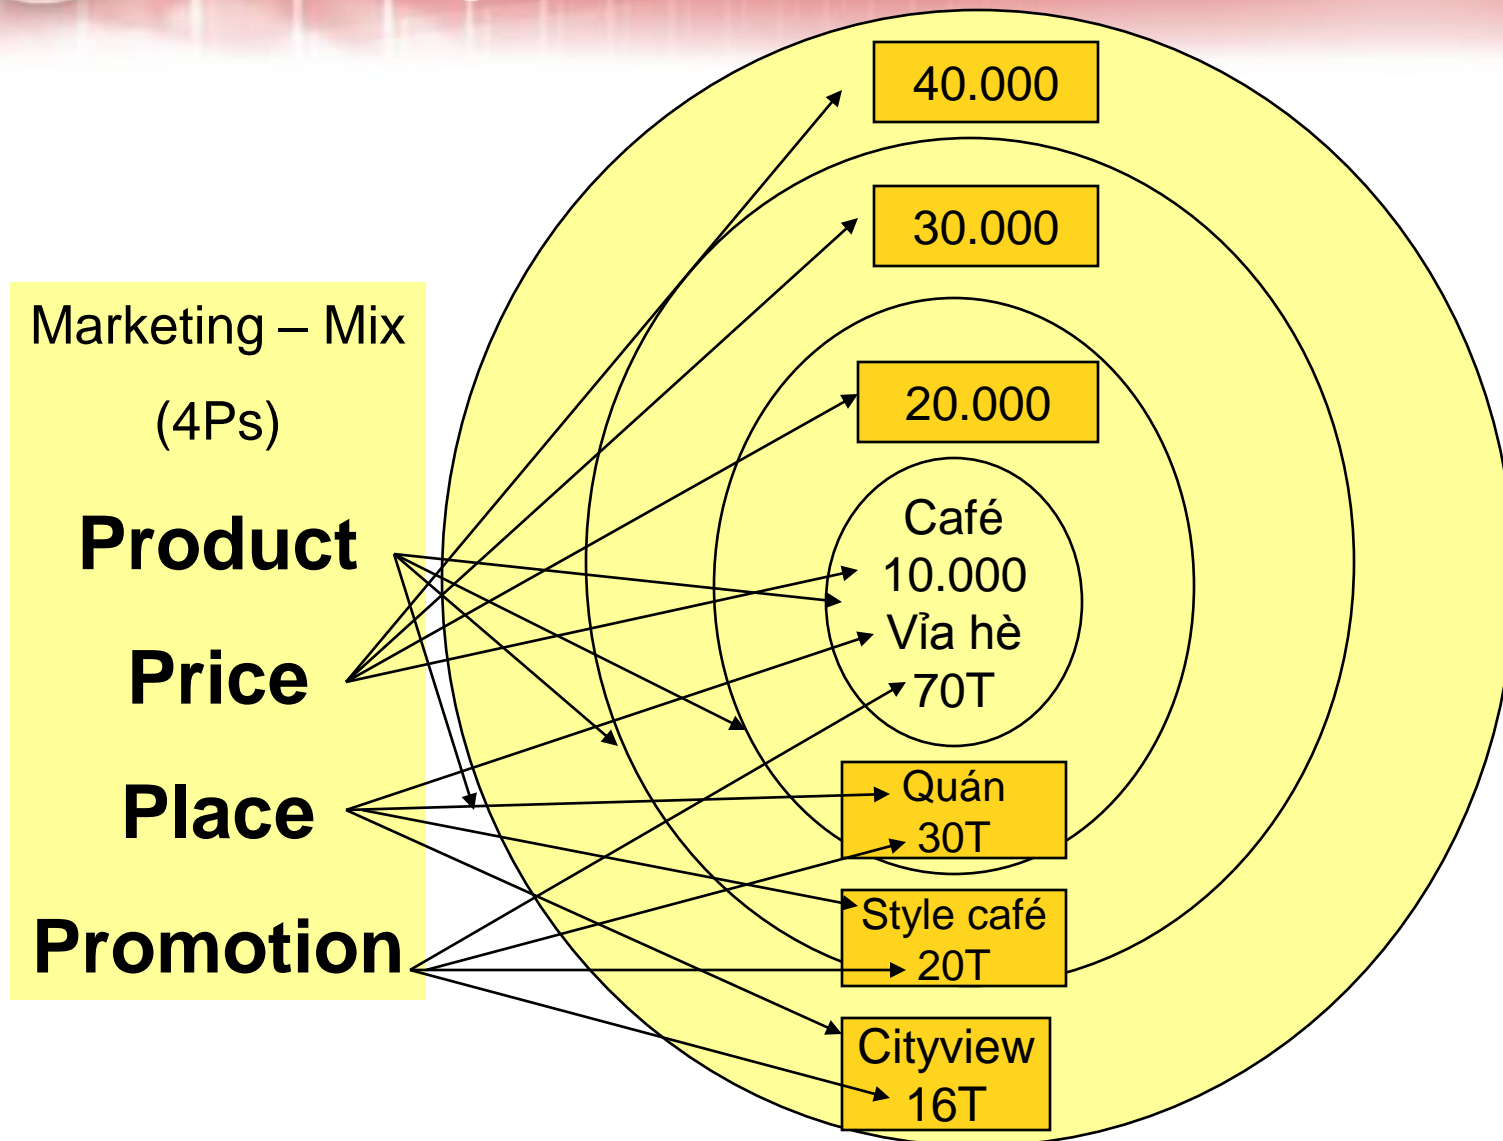 Marketing – Mix
(4Ps)
Product
Price
Place
Promotion
40.000
30.000
20.000
Café
10.000
Vỉa hè
70T
Quán
30T
Style café
20T
Cityview
16T